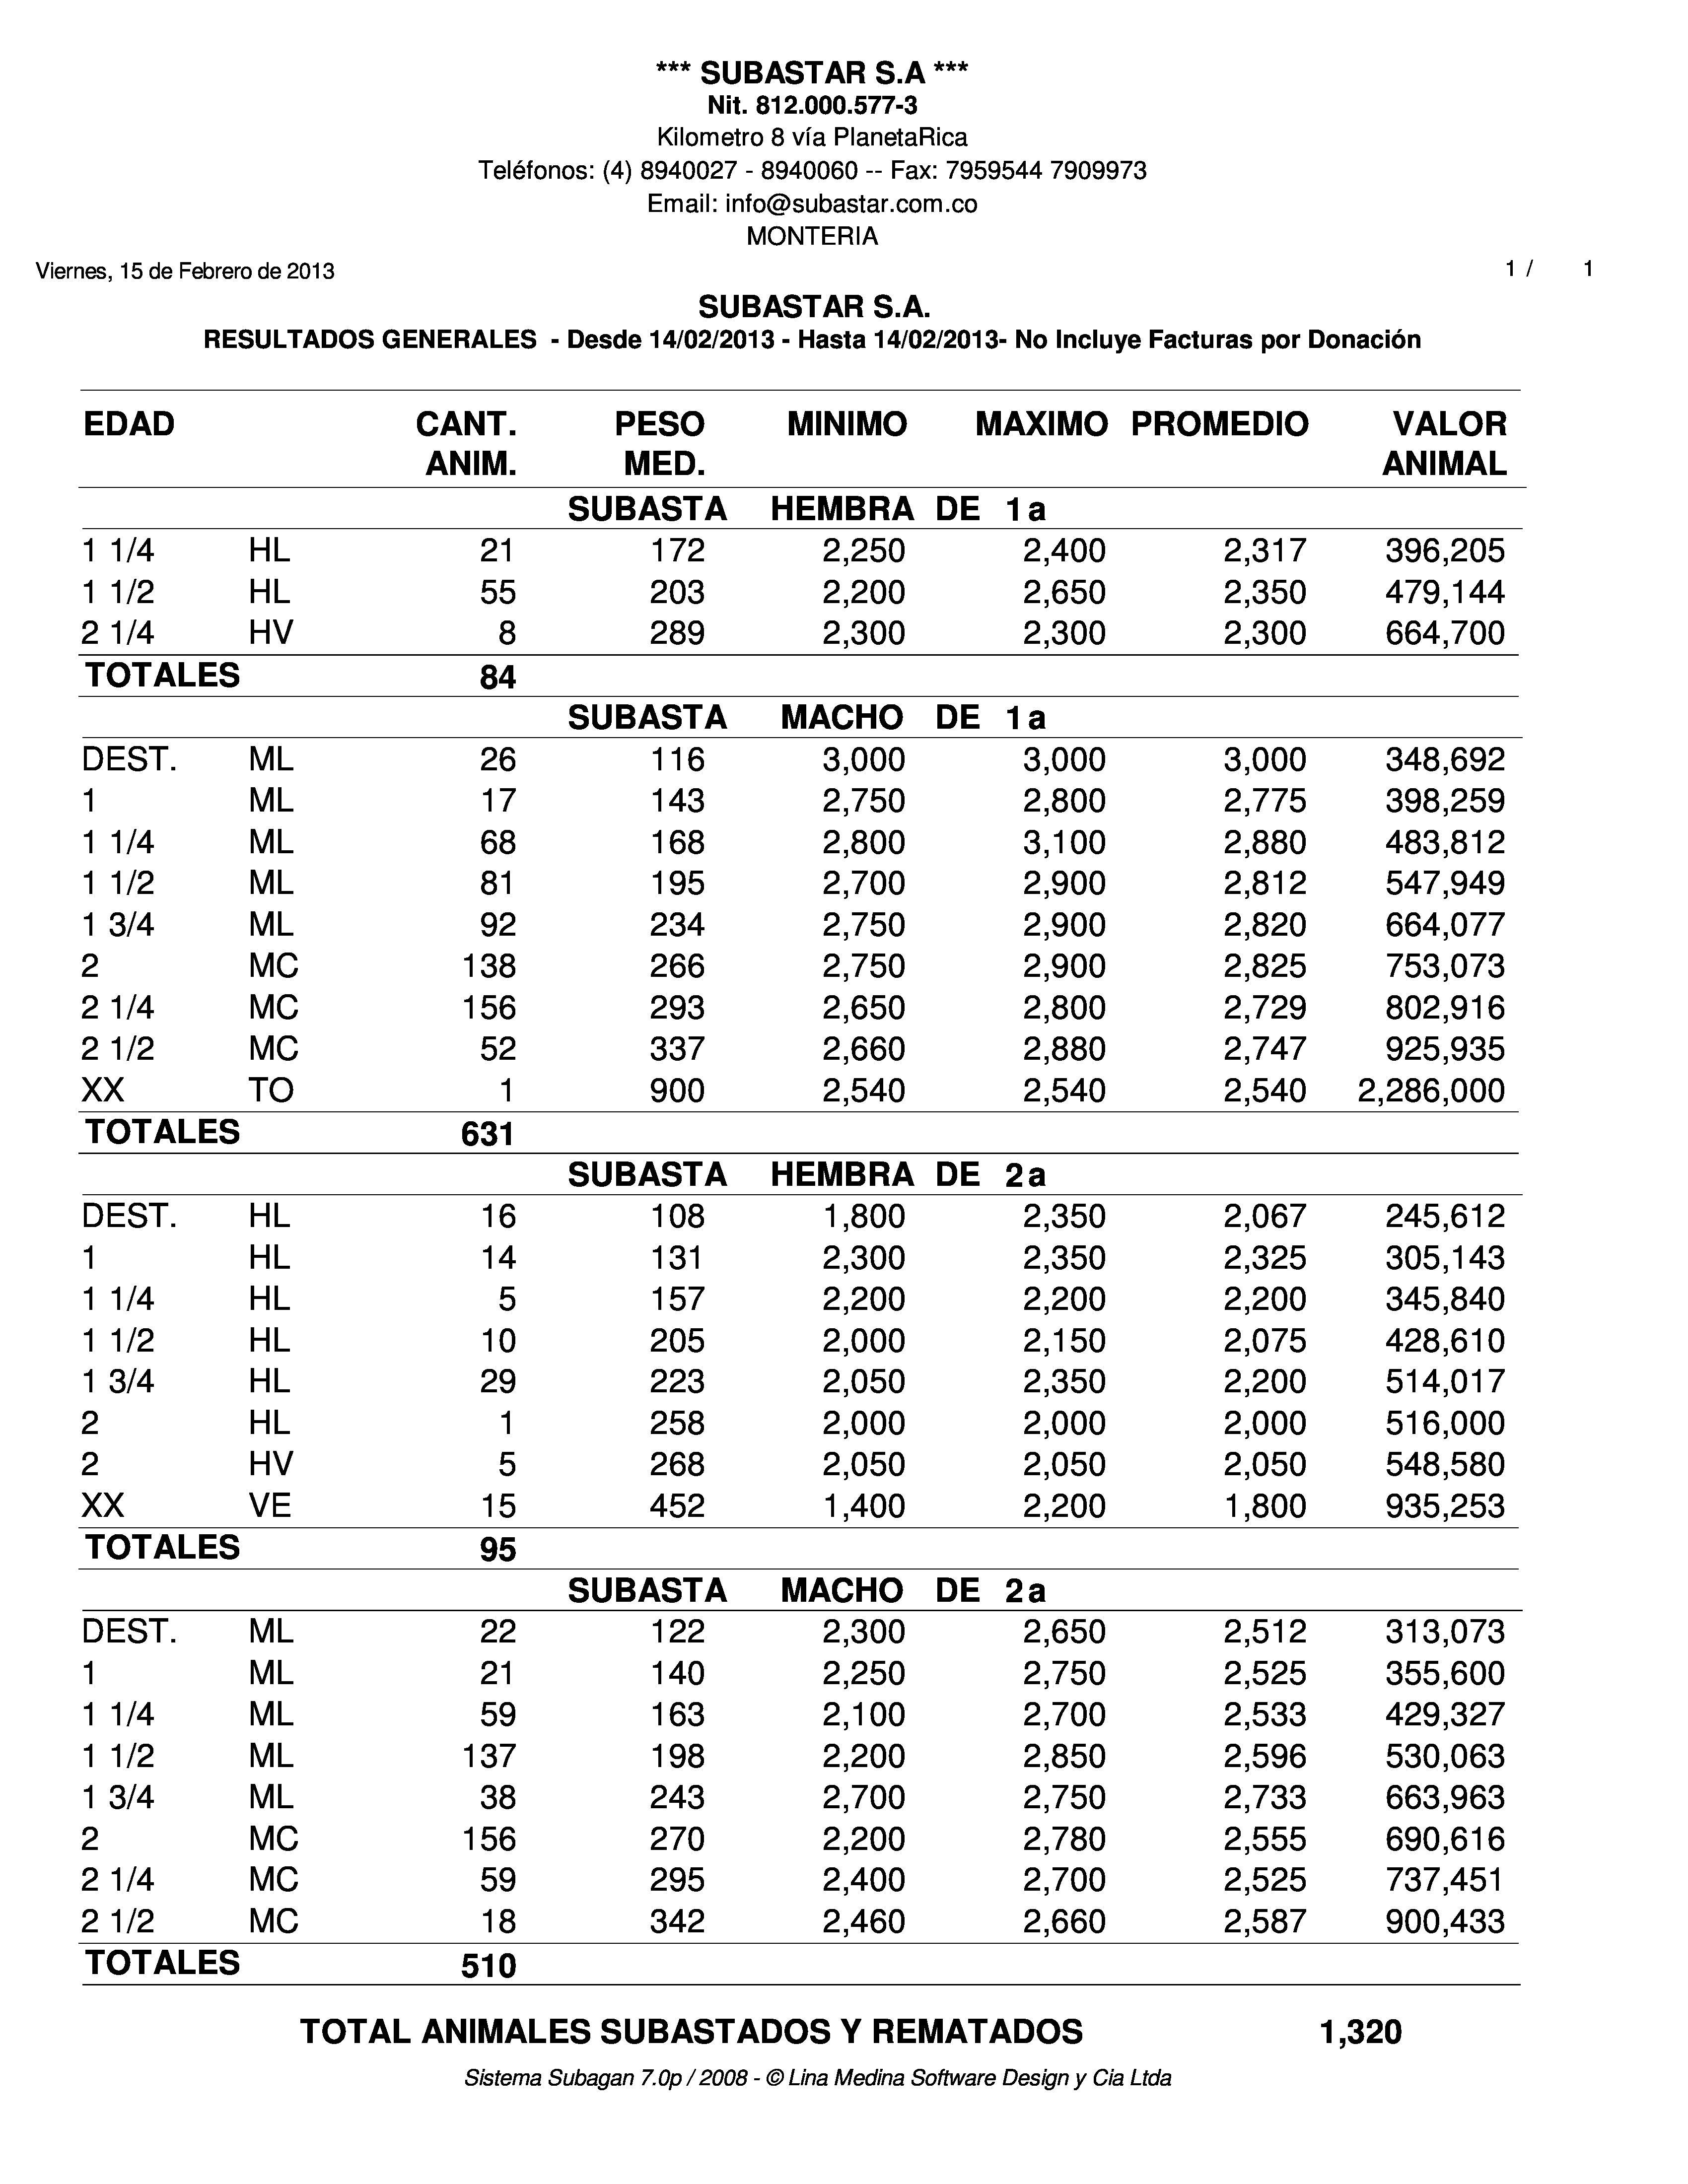 *** SUBASTAR S.A ***
Nit. 812.000.577-3
Kilometro 8 vía PlanetaRica
Teléfonos: (4) 8940027 - 8940060 -- Fax: 7959544 7909973
Email: info@subastar.com.co
MONTERIA
Viernes, 15 de Febrero de 2013 1 / 1
SUBASTAR S.A.
RESULTADOS GENERALES - Desde 14/02/2013 - Hasta 14/02/2013- No Incluye Facturas por Donación
EDAD CANT. PESO MINIMO MAXIMO PROMEDIO VALOR
ANIM. MED. ANIMAL
SUBASTA HEMBRA DE 1a
1 1/4 HL 21 172 2,250 2,400 2,317 396,205
1 1/2 HL 55 203 2,200 2,650 2,350 479,144
2 1/4 HV 8 289 2,300 2,300 2,300 664,700
TOTALES 84
SUBASTA MACHO DE 1a
DEST. ML 26 116 3,000 3,000 3,000 348,692
1 ML 17 143 2,750 2,800 2,775 398,259
1 1/4 ML 68 168 2,800 3,100 2,880 483,812
1 1/2 ML 81 195 2,700 2,900 2,812 547,949
1 3/4 ML 92 234 2,750 2,900 2,820 664,077
2 MC 138 266 2,750 2,900 2,825 753,073
2 1/4 MC 156 293 2,650 2,800 2,729 802,916
2 1/2 MC 52 337 2,660 2,880 2,747 925,935
XX TO 1 900 2,540 2,540 2,540 2,286,000
TOTALES 631
SUBASTA HEMBRA DE 2a
DEST. HL 16 108 1,800 2,350 2,067 245,612
1 HL 14 131 2,300 2,350 2,325 305,143
1 1/4 HL 5 157 2,200 2,200 2,200 345,840
1 1/2 HL 10 205 2,000 2,150 2,075 428,610
1 3/4 HL 29 223 2,050 2,350 2,200 514,017
2 HL 1 258 2,000 2,000 2,000 516,000
2 HV 5 268 2,050 2,050 2,050 548,580
XX VE 15 452 1,400 2,200 1,800 935,253
TOTALES 95
SUBASTA MACHO DE 2a
DEST. ML 22 122 2,300 2,650 2,512 313,073
1 ML 21 140 2,250 2,750 2,525 355,600
1 1/4 ML 59 163 2,100 2,700 2,533 429,327
1 1/2 ML 137 198 2,200 2,850 2,596 530,063
1 3/4 ML 38 243 2,700 2,750 2,733 663,963
2 MC 156 270 2,200 2,780 2,555 690,616
2 1/4 MC 59 295 2,400 2,700 2,525 737,451
2 1/2 MC 18 342 2,460 2,660 2,587 900,433
TOTALES 510
TOTAL ANIMALES SUBASTADOS Y REMATADOS 1,320
Sistema Subagan 7.0p / 2008 - © Lina Medina Software Design y Cia Ltda